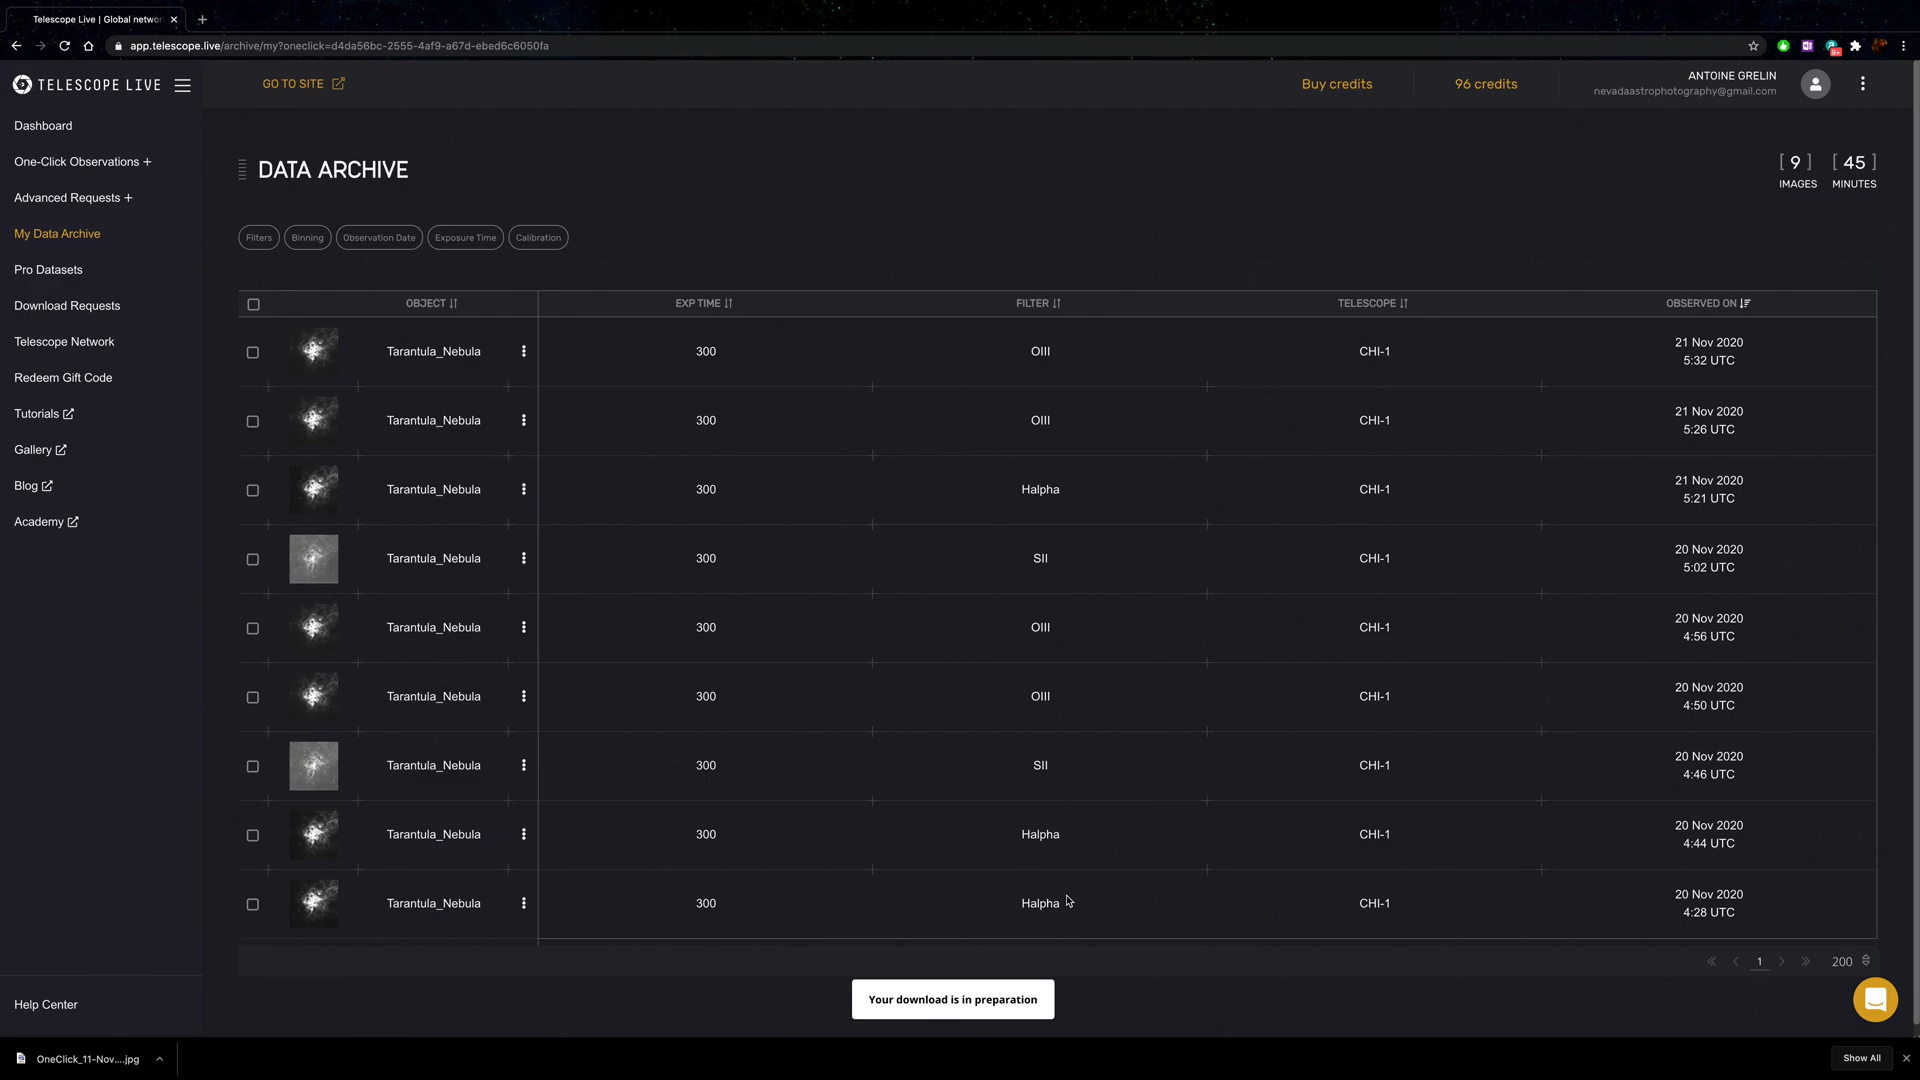 Telescope Live | Global networ
app.telescope.live/archive/my?oneclick=d4da56bc-2555-4af9-a67d-ebed6c6050fa
TELESCOPE LIVE
GO TO SITE
Buy credits
96 credits
ANTOINE GRELIN
nevadaastrophotography@gmail.com
Dashboard
One-Click Observations +
Advanced Requests +
My Data Archive
Pro Datasets
Download Requests
Telescope Network
Redeem Gift Code
Tutorials
Gallery
Blog
Academy
Help Center
DATA ARCHIVE
[ 9 ] [ 45 ]
IMAGES MINUTES
Filters Binning Observation Date Exposure Time Calibration
OBJECT EXP TIME FILTER TELESCOPE OBSERVED ON
Tarantula_Nebula 300 OIII CHI-1 21 Nov 2020
5:32 UTC
Tarantula_Nebula 300 OIII CHI-1 21 Nov 2020
5:26 UTC
Tarantula_Nebula 300 Halpha CHI-1 21 Nov 2020
5:21 UTC
Tarantula_Nebula 300 SII CHI-1 20 Nov 2020
5:02 UTC
Tarantula_Nebula 300 OIII CHI-1 20 Nov 2020
4:56 UTC
Tarantula_Nebula 300 OIII CHI-1 20 Nov 2020
4:50 UTC
Tarantula_Nebula 300 SII CHI-1 20 Nov 2020
4:46 UTC
Tarantula_Nebula 300 Halpha CHI-1 20 Nov 2020
4:44 UTC
Tarantula_Nebula 300 Halpha CHI-1 20 Nov 2020
4:28 UTC
1 200
Your download is in preparation
OneClick_11-Nov....jpg
Show All